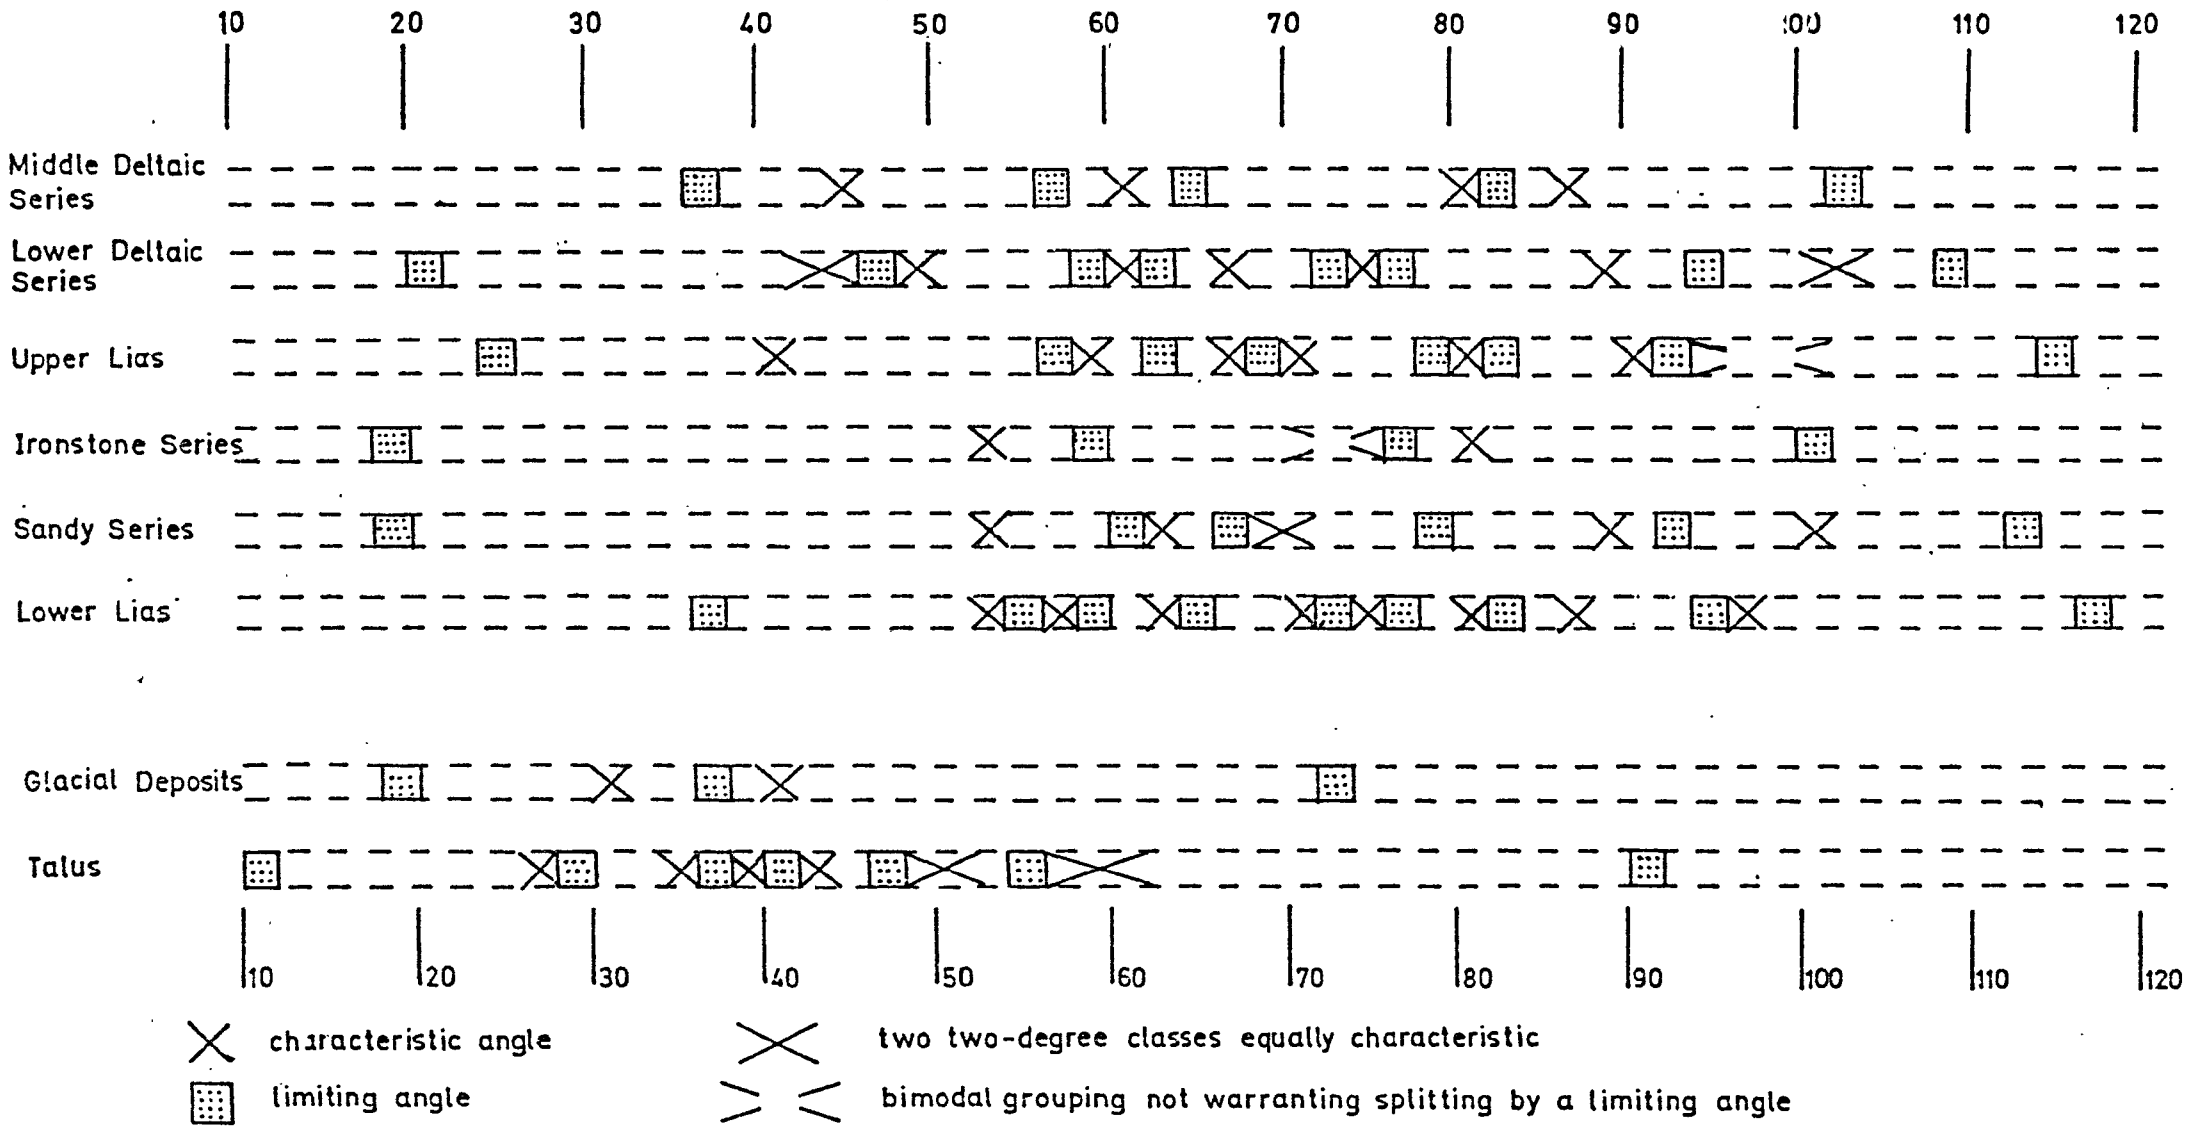 10 20 30 40 50 60 70 80 90 100 110 120
Middle Deltaic
Series
Lower Deltaic
Series
Upper Lias
Ironstone Series
Sandy Series
Lower Lias
Glacial Deposits
Talus
10 20 30 40 50 60 70 80 90 100 110 120
characteristic angle
two two-degree classes equally characteristic
limiting angle
bimodal grouping not warranting splitting by a limiting angle